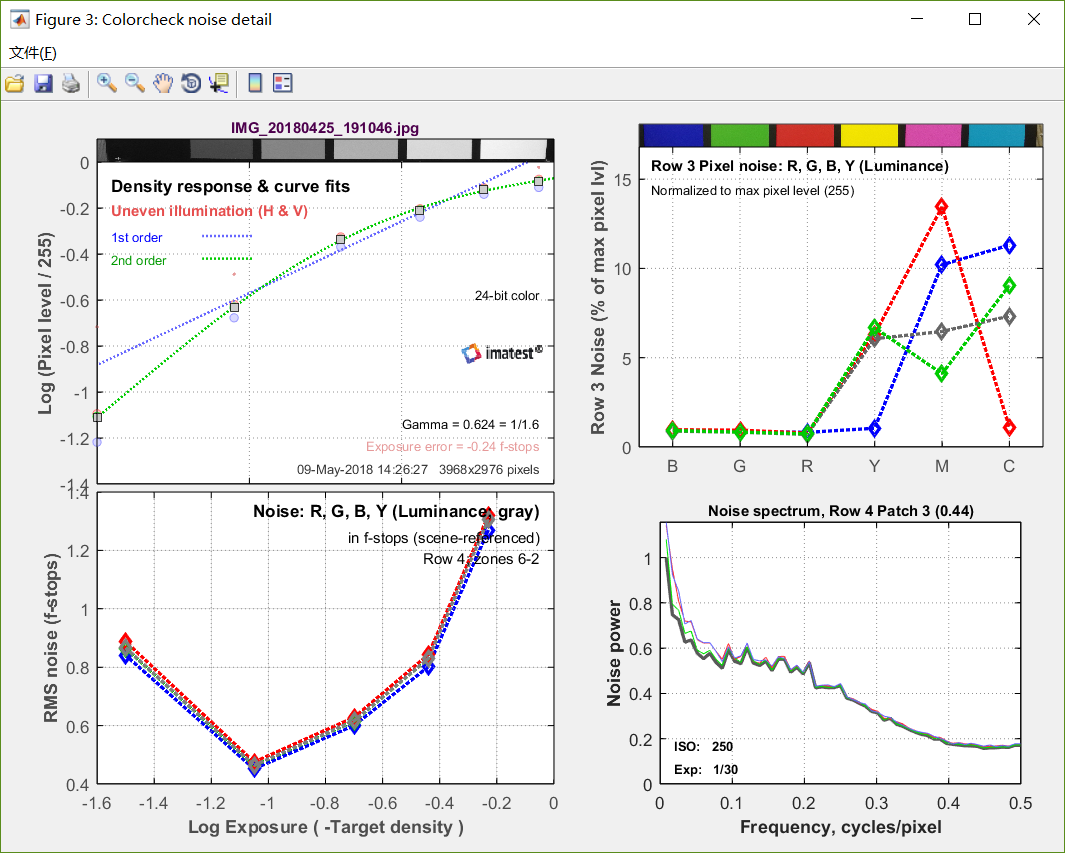 Figure 3: Colorcheck noise detail
文件(F)
IMG_20180425_191046.jpg
0
-0.2
-0.4
-0.6
-0.8
-1
-1.2
-1.4
Log (Pixel level / 255)
Density response & curve fits
Uneven illumination (H & V)
1st order
2nd order
24-bit color
imatest®
Gamma = 0.624 = 1/1.6
Exposure error = -0.24 f-stops
09-May-2018 14:26:27 3968x2976 pixels
Row 3 Pixel noise: R, G, B, Y (Luminance)
Normalized to max pixel level (255)
15
10
5
0
Row 3 Noise (% of max pixel lvl)
B G R Y M C
1.4
1.2
1
0.8
0.6
0.4
RMS noise (f-stops)
Noise: R, G, B, Y (Luminance, gray)
in f-stops (scene-referenced)
Row 4, zones 6-2
-1.6 -1.4 -1.2 -1 -0.8 -0.6 -0.4 -0.2 0
Log Exposure ( -Target density )
Noise spectrum, Row 4 Patch 3 (0.44)
1
0.8
0.6
0.4
0.2
0
Noise power
ISO: 250
Exp: 1/30
0 0.1 0.2 0.3 0.4 0.5
Frequency, cycles/pixel